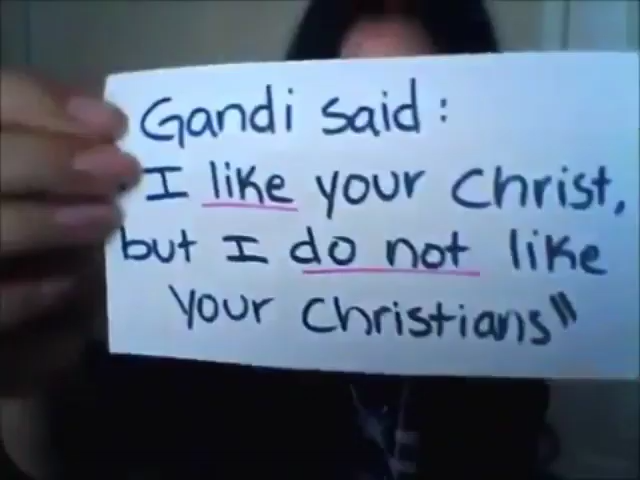 Gandi said:
I like your Christ,
but I do not like
your Christians"